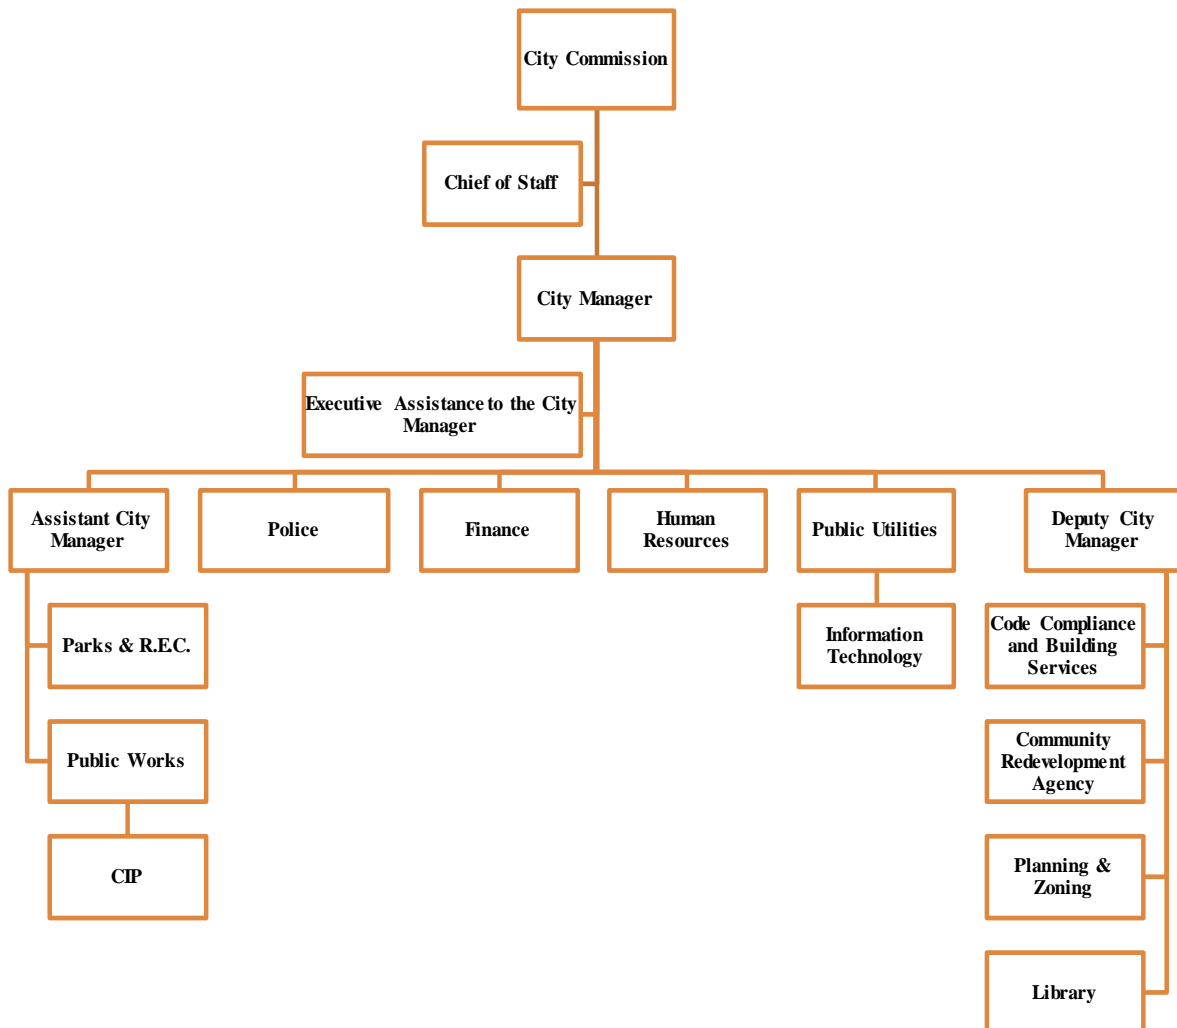 City Commission
Chief of Staff
City Manager
Executive Assistance to the City
Manager
Assistant City
Manager
Police
Finance
Human
Resources
Public Utilities
Deputy City
Manager
Parks & R.E.C.
Information
Technology
Code Compliance
and Building
Services
Public Works
Community
Redevelopment
Agency
CIP
Planning &
Zoning
Library